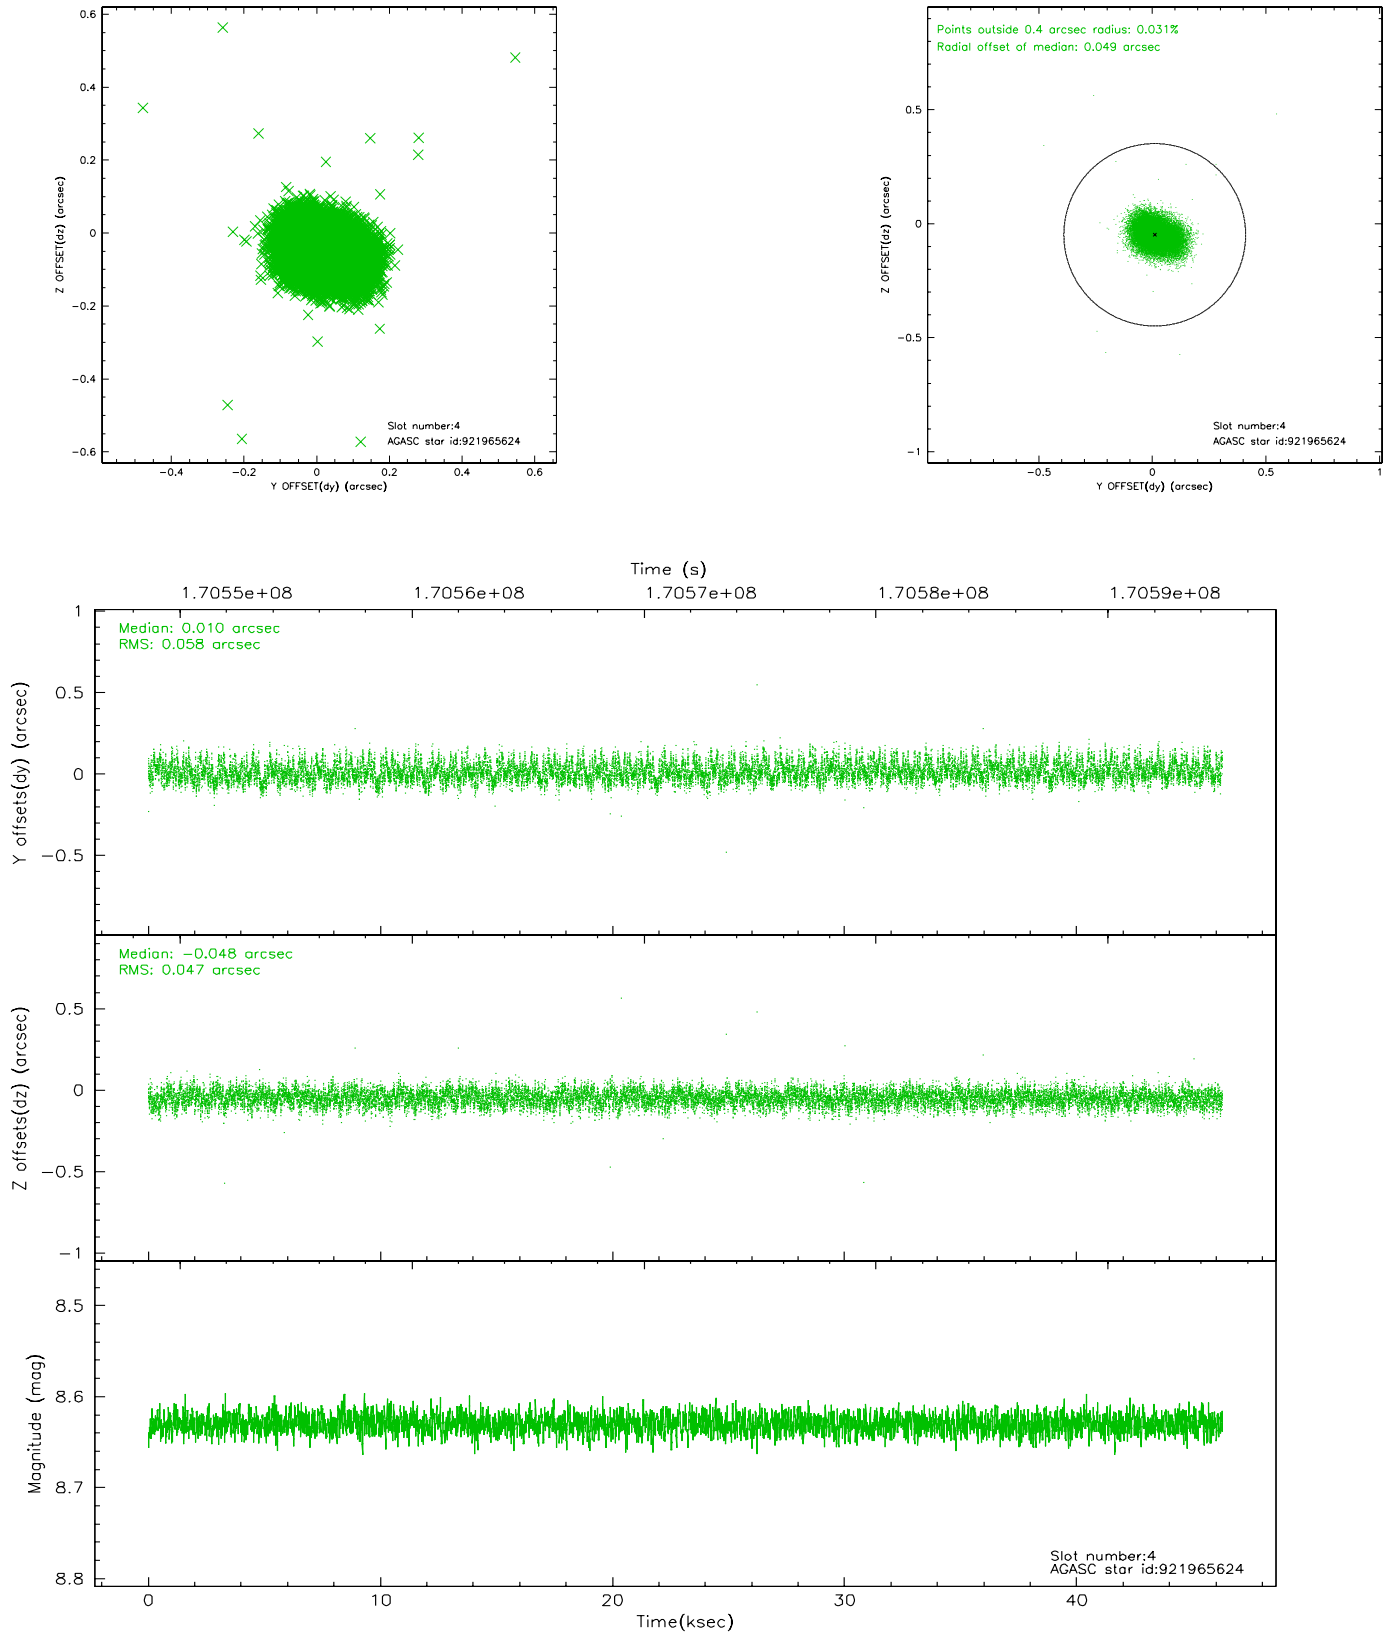 0.6
0.4
0.2
0
−0.2
−0.4
−0.6
Z OFFSET(dz) (arcsec)
Slot number:4
AGASC star id:921965624
−0.4 −0.2 0 0.2 0.4 0.6
Y OFFSET(dy) (arcsec)
Points outside 0.4 arcsec radius: 0.031%
Radial offset of median: 0.049 arcsec
0.5
0
−0.5
−1
Z OFFSET(dz) (arcsec)
Slot number:4
AGASC star id:921965624
−0.5 0 0.5 1
Y OFFSET(dy) (arcsec)
Time (s)
1.7055e+08 1.7056e+08 1.7057e+08 1.7058e+08 1.7059e+08
Median: 0.010 arcsec
RMS: 0.058 arcsec
1
0.5
0
−0.5
Y offsets(dy) (arcsec)
Median: −0.048 arcsec
RMS: 0.047 arcsec
0.5
0
−0.5
−1
Z offsets(dz) (arcsec)
8.5
8.6
8.7
8.8
Magnitude (mag)
Slot number:4
AGASC star id:921965624
0 10 20 30 40
Time(ksec)